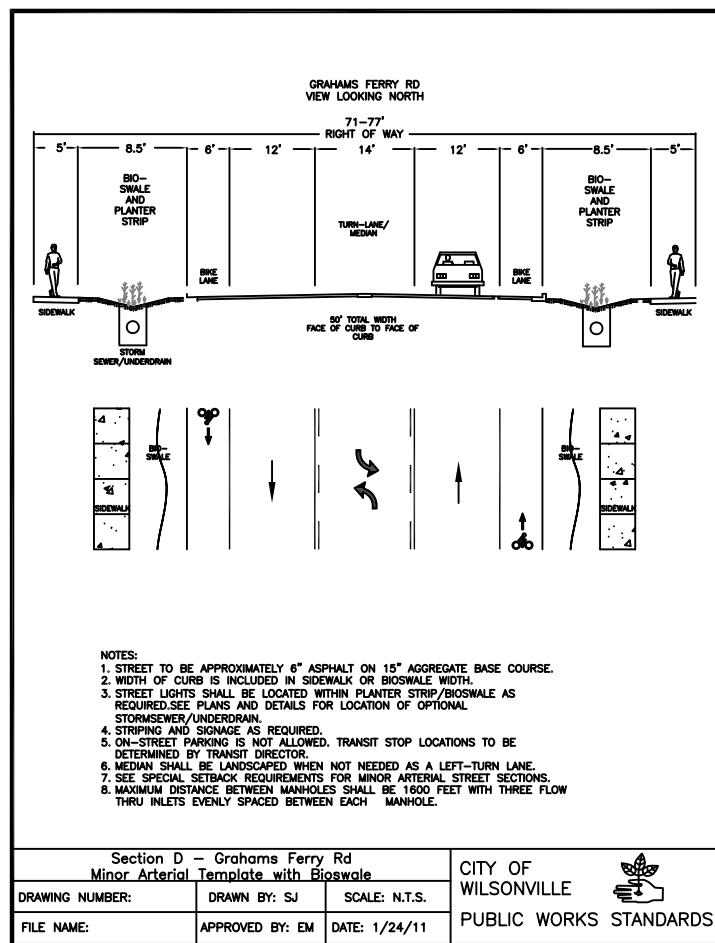 GRAHAMS FERRY RD
VIEW LOOKING NORTH
71–77'
RIGHT OF WAY
5' 8.5' 6' 12' 14' 12' 6' 8.5' 5'
BIO–
SWALE
AND
PLANTER
STRIP
TURN–LANE/
MEDIAN
BIO–
SWALE
AND
PLANTER
STRIP
BIKE
LANE
BIKE
LANE
SIDEWALK
STORM
SEWER/UNDERDRAIN
50' TOTAL WIDTH
FACE OF CURB TO FACE OF
CURB
SIDEWALK
BIO–
SWALE
SIDEWALK
BIO–
SWALE
SIDEWALK
NOTES:
1. STREET TO BE APPROXIMATELY 6" ASPHALT ON 15" AGGREGATE BASE COURSE.
2. WIDTH OF CURB IS INCLUDED IN SIDEWALK OR BIOSWALE WIDTH.
3. STREET LIGHTS SHALL BE LOCATED WITHIN PLANTER STRIP/BIOSWALE AS
REQUIRED.SEE PLANS AND DETAILS FOR LOCATION OF OPTIONAL
STORMSEWER/UNDERDRAIN.
4. STRIPING AND SIGNAGE AS REQUIRED.
5. ON–STREET PARKING IS NOT ALLOWED. TRANSIT STOP LOCATIONS TO BE
DETERMINED BY TRANSIT DIRECTOR.
6. MEDIAN SHALL BE LANDSCAPED WHEN NOT NEEDED AS A LEFT–TURN LANE.
7. SEE SPECIAL SETBACK REQUIREMENTS FOR MINOR ARTERIAL STREET SECTIONS.
8. MAXIMUM DISTANCE BETWEEN MANHOLES SHALL BE 1600 FEET WITH THREE FLOW
THRU INLETS EVENLY SPACED BETWEEN EACH MANHOLE.
Section D – Grahams Ferry Rd
Minor Arterial Template with Bioswale
DRAWING NUMBER: DRAWN BY: SJ SCALE: N.T.S.
FILE NAME: APPROVED BY: EM DATE: 1/24/11
CITY OF
WILSONVILLE
PUBLIC WORKS STANDARDS